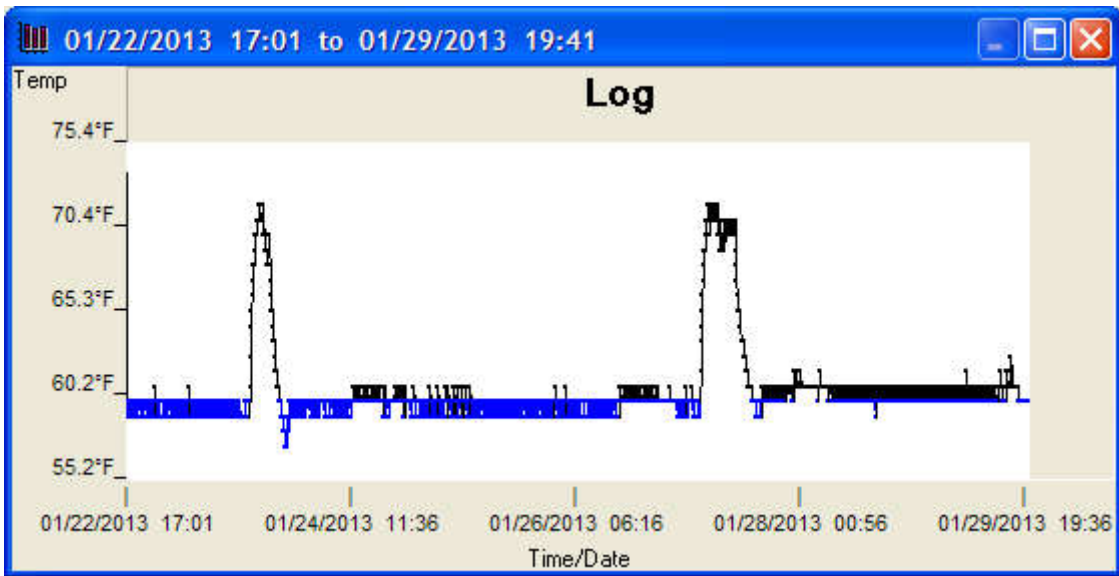 01/22/2013 17:01 to 01/29/2013 19:41
Temp
Log
75.4°F
70.4°F
65.3°F
60.2°F
55.2°F
01/22/2013 17:01 01/24/2013 11:36 01/26/2013 06:16 01/28/2013 00:56 01/29/2013 19:36
Time/Date